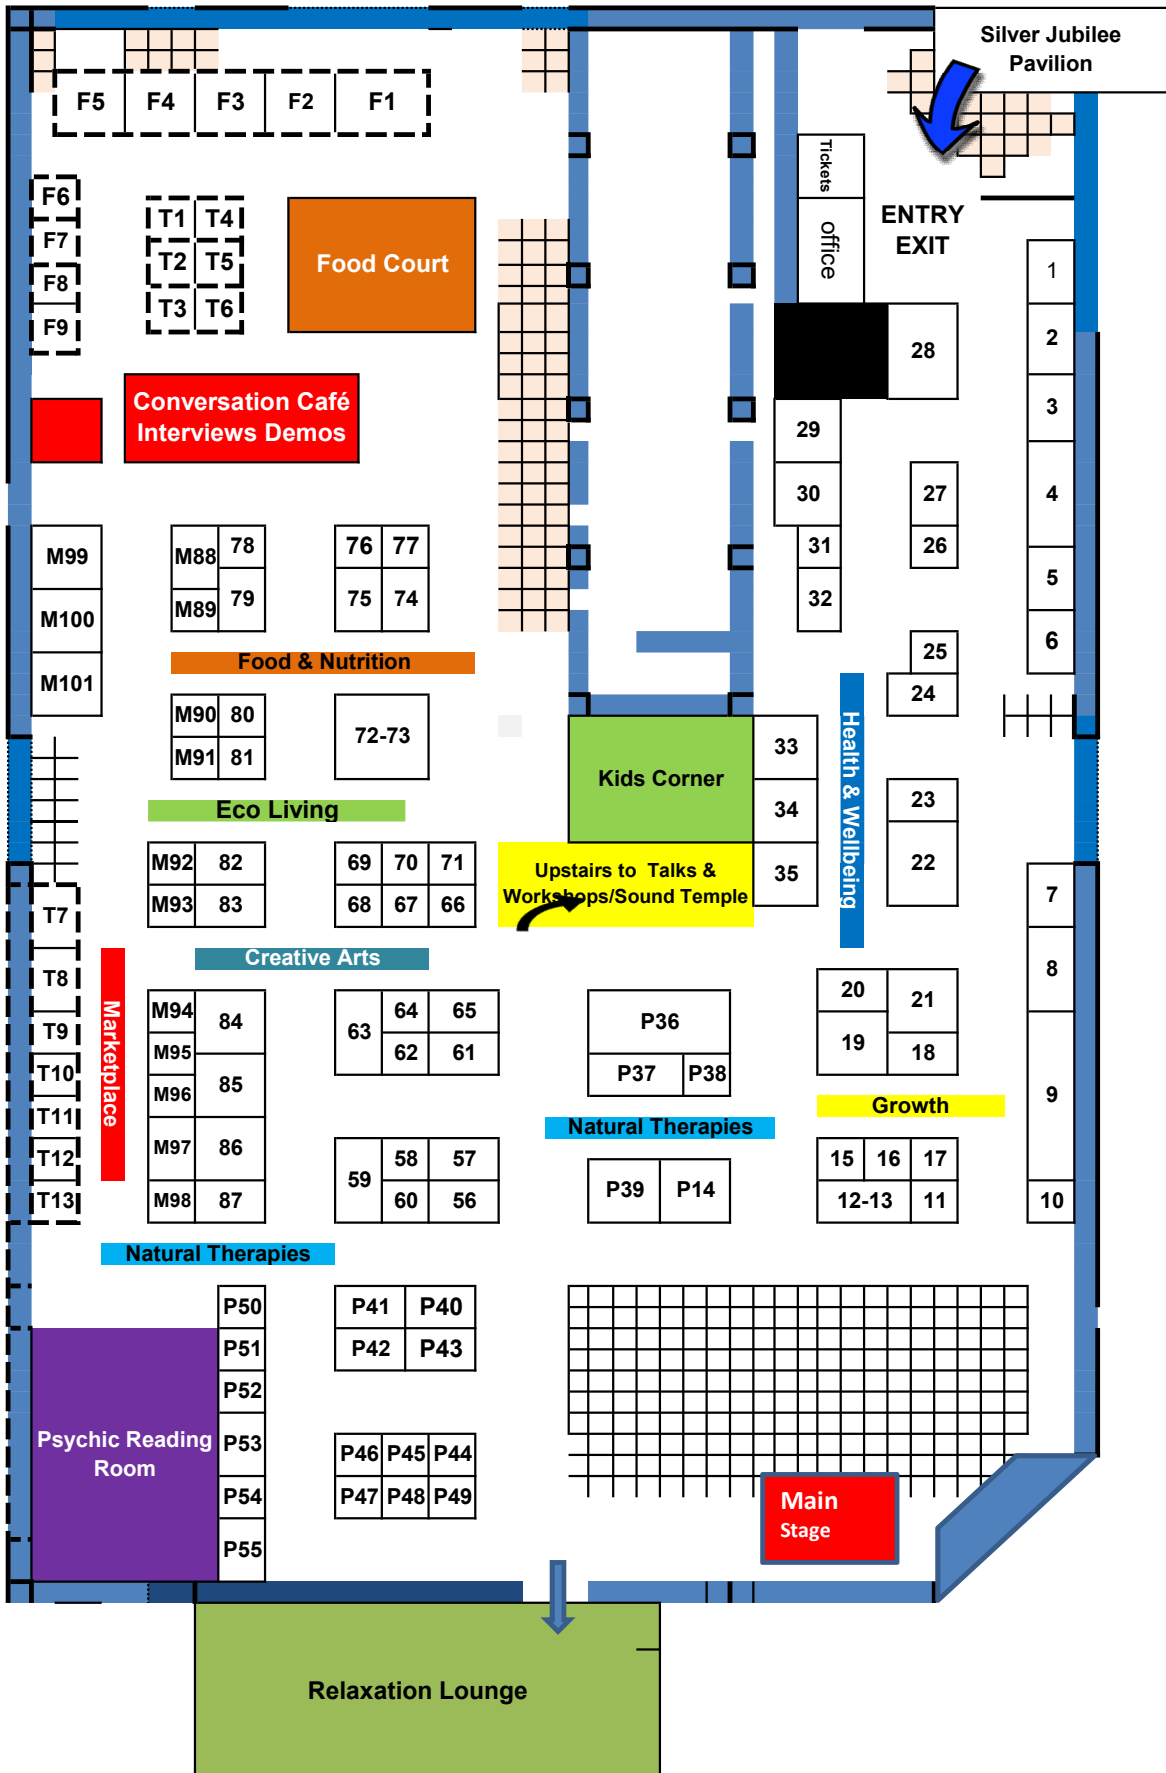 Silver Jubilee
Pavilion
F5 F4 F3 F2 F1
Tickets
office
ENTRY
EXIT
F6
F7
F8
F9
T1 T4
T2 T5
T3 T6
Food Court
1
2
3
4
5
6
28
29
30
31
32
27
26
25
24
Conversation Café
Interviews Demos
M99
M100
M101
M88 78
M89 79
76 77
75 74
Food & Nutrition
M90 80
M91 81
72-73
Health & Wellbeing
Kids Corner
33
34
35
23
22
Eco Living
M92 82
M93 83
69 70 71
68 67 66
Upstairs to Talks &
Workshops/Sound Temple
7
8
9
10
T7
T8
T9
T10
T11
T12
T13
Marketplace
Creative Arts
M94 84
M95
M96 85
M97 86
M98 87
63 64 65
62 61
P36
P37 P38
20 21
19 18
Growth
Natural Therapies
59 58 57
60 56
P39 P14
15 16 17
12-13 11
Natural Therapies
P50
P51
P52
P53
P54
P55
P41 P40
P42 P43
Psychic Reading
Room
P46 P45 P44
P47 P48 P49
Main
Stage
Relaxation Lounge